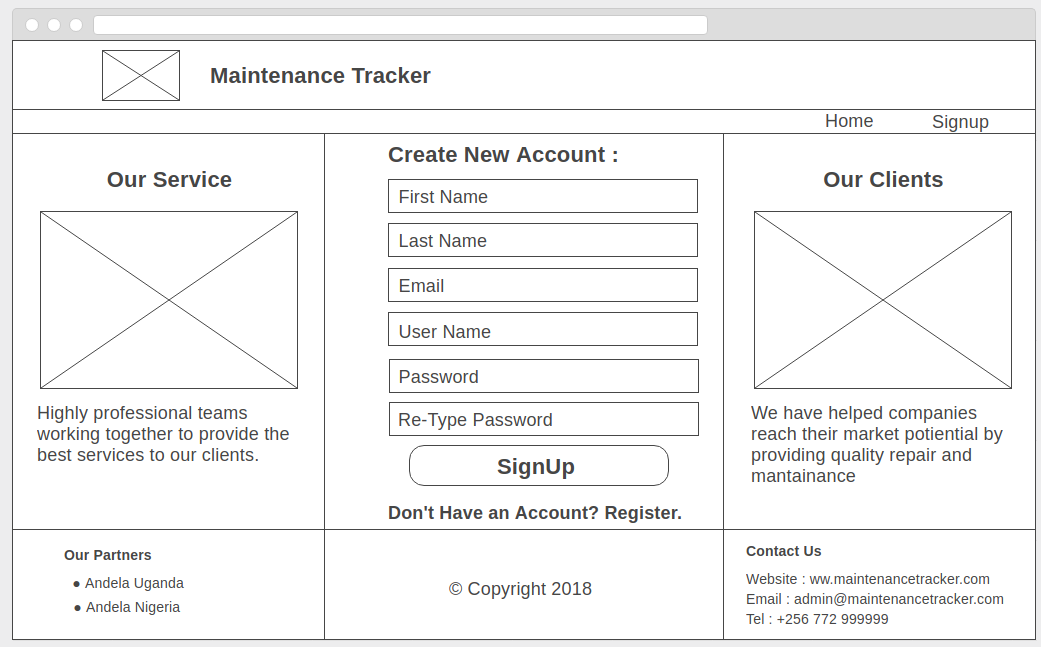 Maintenance Tracker
Home Signup
Our Service
Highly professional teams
working together to provide the
best services to our clients.
Create New Account :
First Name
Last Name
Email
User Name
Password
Re-Type Password
SignUp
Don't Have an Account? Register.
Our Clients
We have helped companies
reach their market potiential by
providing quality repair and
mantainance
Our Partners
● Andela Uganda
● Andela Nigeria
© Copyright 2018
Contact Us
Website : ww.maintenancetracker.com
Email : admin@maintenancetracker.com
Tel : +256 772 999999